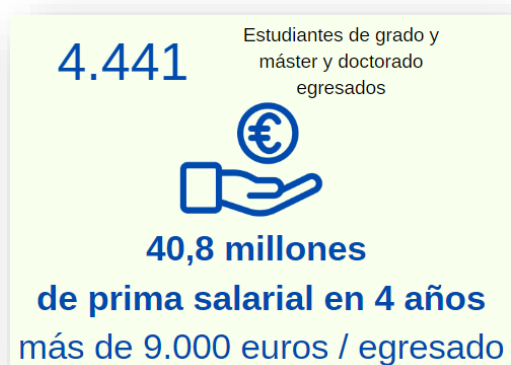 4.441
Estudiantes de grado y
máster y doctorado
egresados
€
40,8 millones
de prima salarial en 4 años
más de 9.000 euros / egresado